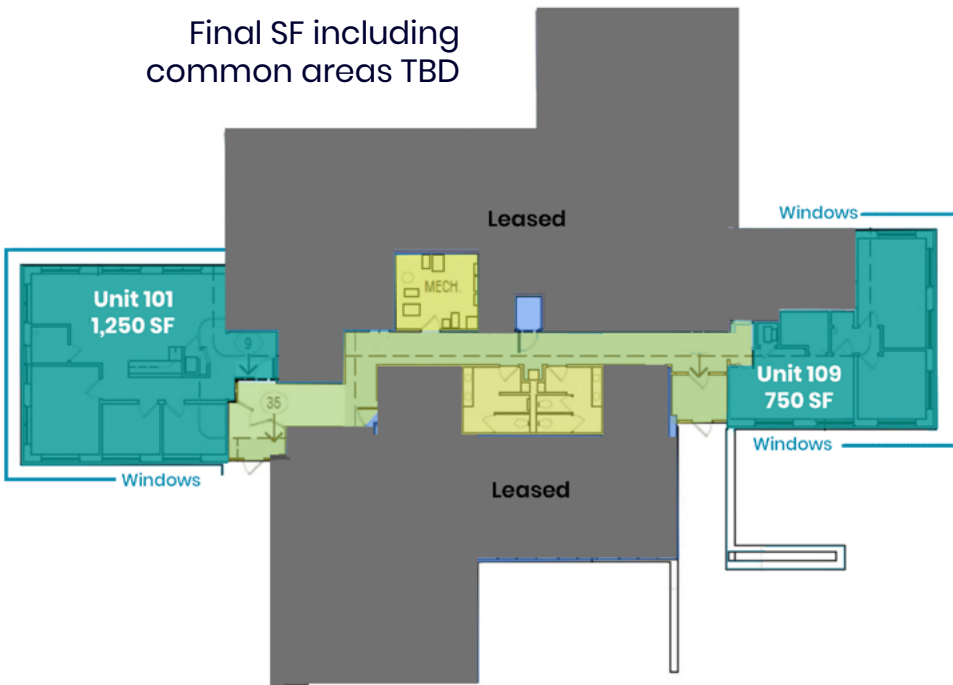 Final SF including
common areas TBD
Leased
Windows
MECH.
Unit 101
1,250 SF
9
Unit 109
750 SF
35
Windows
Windows
Leased